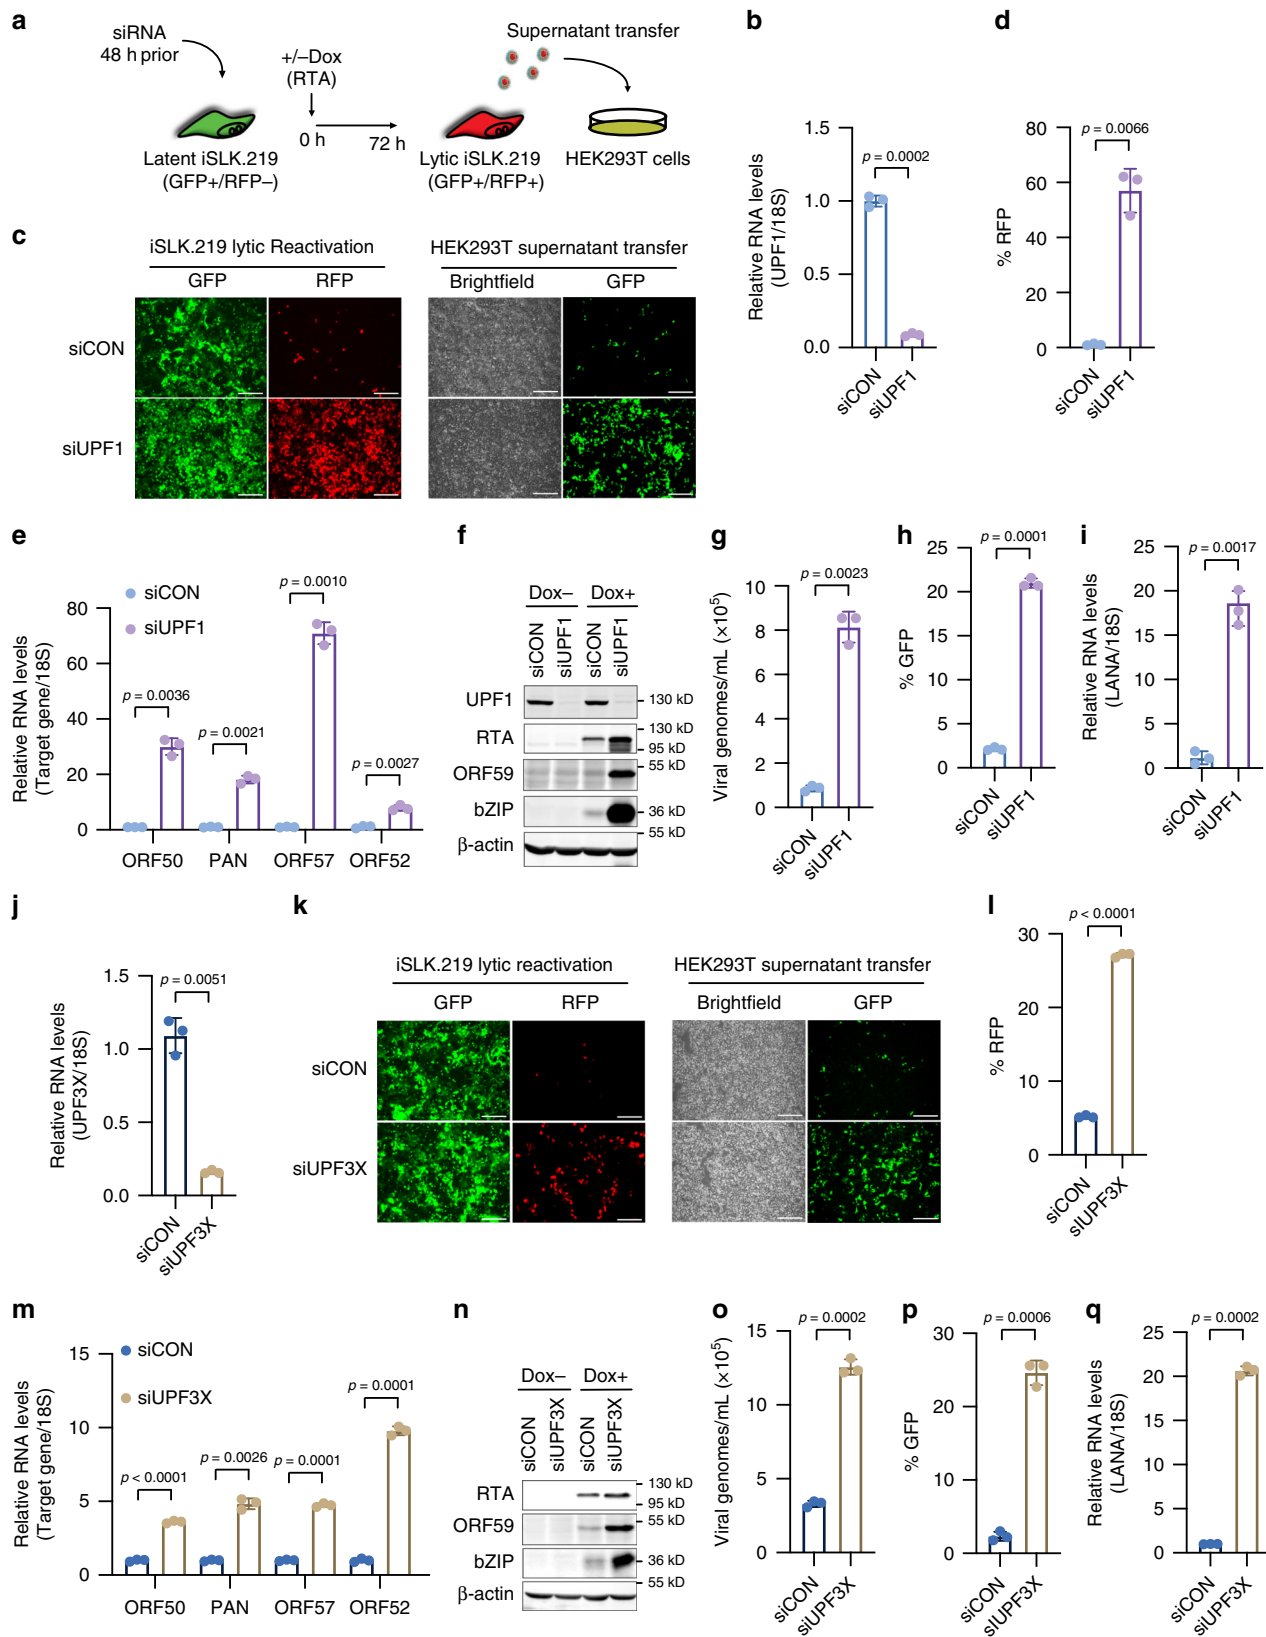 a
siRNA
48 h prior
+/–Dox
(RTA)
0 h
72 h
Supernatant transfer
Latent iSLK.219
(GFP+/RFP–)
Lytic iSLK.219
(GFP+/RFP+)
HEK293T cells
b
Relative RNA levels
(UPF1/18S)
1.5
1.0
0.5
0.0
p = 0.0002
siCON
siUPF1
d
% RFP
80
60
40
20
0
p = 0.0066
siCON
siUPF1
c
iSLK.219 lytic Reactivation
HEK293T supernatant transfer
GFP
RFP
Brightfield
GFP
siCON
siUPF1
e
siCON
siUPF1
Relative RNA levels
(Target gene/18S)
80
60
40
20
0
p = 0.0036
p = 0.0021
p = 0.0010
p = 0.0027
ORF50
PAN
ORF57
ORF52
f
Dox–
Dox+
siCON
siUPF1
siCON
siUPF1
UPF1
130 kD
RTA
130 kD
95 kD
ORF59
55 kD
bZIP
36 kD
β-actin
55 kD
g
Viral genomes/mL (×10⁵)
10
8
6
4
2
0
p = 0.0023
siCON
siUPF1
h
% GFP
25
20
15
10
5
0
p = 0.0001
siCON
siUPF1
i
Relative RNA levels
(LANA/18S)
25
20
15
10
5
0
p = 0.0017
siCON
siUPF1
j
Relative RNA levels
(UPF3X/18S)
1.5
1.0
0.5
0.0
p = 0.0051
siCON
siUPF3X
k
iSLK.219 lytic reactivation
HEK293T supernatant transfer
GFP
RFP
Brightfield
GFP
siCON
siUPF3X
l
% RFP
30
20
10
0
p < 0.0001
siCON
sIUPF3X
m
siCON
siUPF3X
Relative RNA levels
(Target gene/18S)
15
10
5
0
p < 0.0001
p = 0.0026
p = 0.0001
p = 0.0001
ORF50
PAN
ORF57
ORF52
n
Dox–
Dox+
siCON
siUPF3X
siCON
siUPF3X
RTA
130 kD
95 kD
ORF59
55 kD
bZIP
36 kD
β-actin
55 kD
o
Viral genomes/mL (×10⁵)
15
10
5
0
p = 0.0002
siCON
siUPF3X
p
% GFP
30
20
10
0
p = 0.0006
siCON
sIUPF3X
q
Relative RNA levels
(LANA/18S)
25
20
15
10
5
0
p = 0.0002
siCON
sIUPF3X